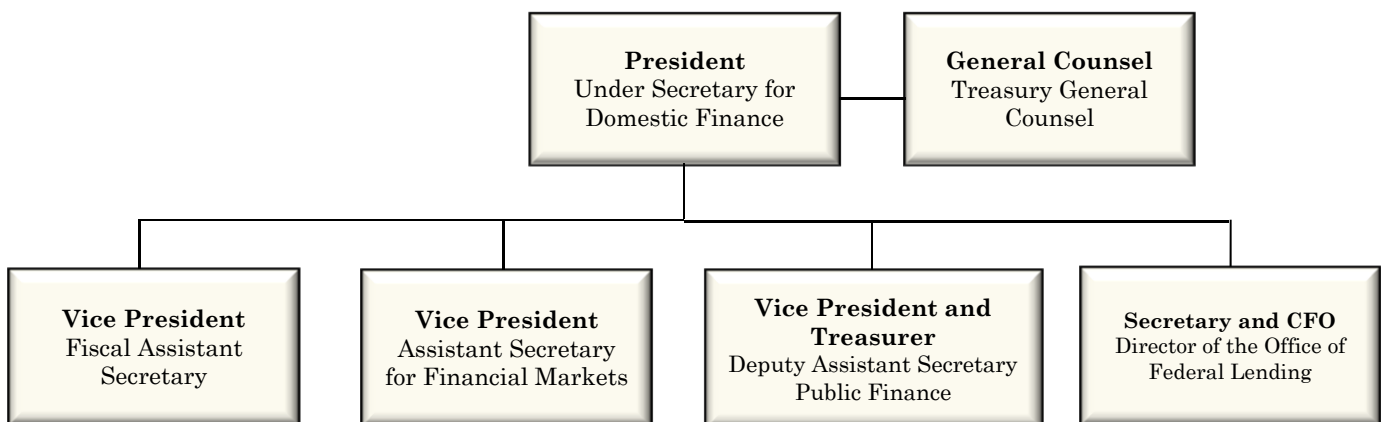 President
Under Secretary for
Domestic Finance
General Counsel
Treasury General
Counsel
Vice President
Fiscal Assistant
Secretary
Vice President
Assistant Secretary
for Financial Markets
Vice President and
Treasurer
Deputy Assistant Secretary
Public Finance
Secretary and CFO
Director of the Office of
Federal Lending